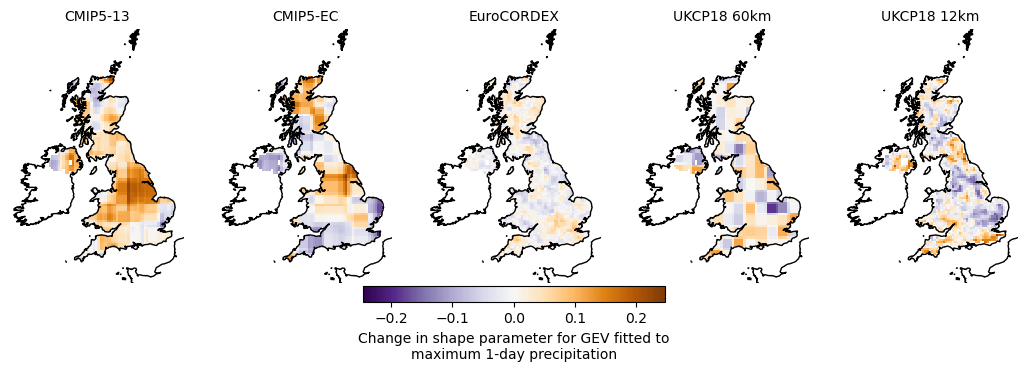 CMIP5-13
CMIP5-EC
EuroCORDEX
UKCP18 60km
UKCP18 12km
−0.2
−0.1
0.0
0.1
0.2
Change in shape parameter for GEV fitted to
maximum 1-day precipitation